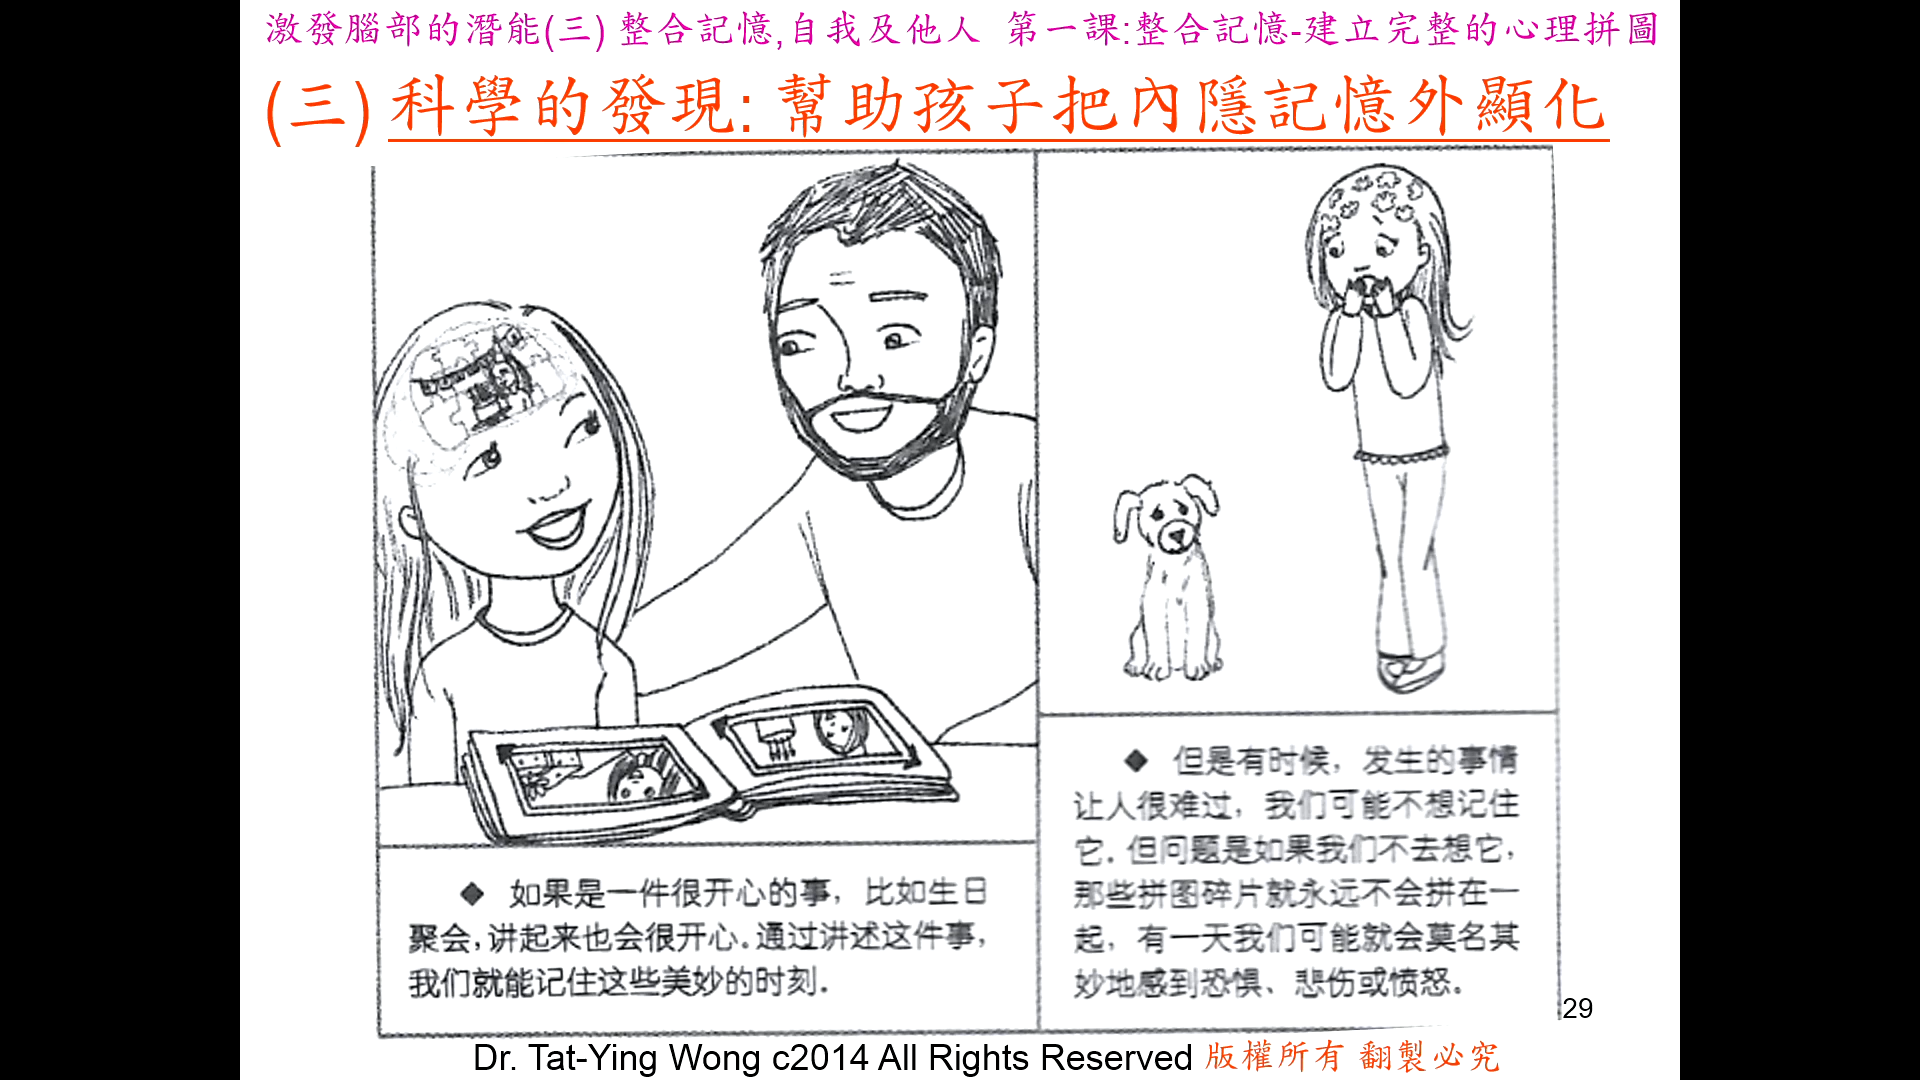 激發腦部的潛能(三) 整合記憶,自我及他人 第一課:整合記憶-建立完整的心理拼圖
(三) 科學的發現: 幫助孩子把內隱記憶外顯化
◆ 如果是一件很开心的事，比如生日
聚会，讲起来也会很开心。通过讲述这件事，
我们就能记住这些美妙的时刻.
◆ 但是有时候，发生的事情
让人很难过，我们可能不想记住
它. 但问题是如果我们不去想它，
那些拼图碎片就永远不会拼在一
起，有一天我们可能就会莫名其
妙地感到恐惧、悲伤或愤怒。
29
Dr. Tat-Ying Wong c2014 All Rights Reserved 版權所有 翻製必究